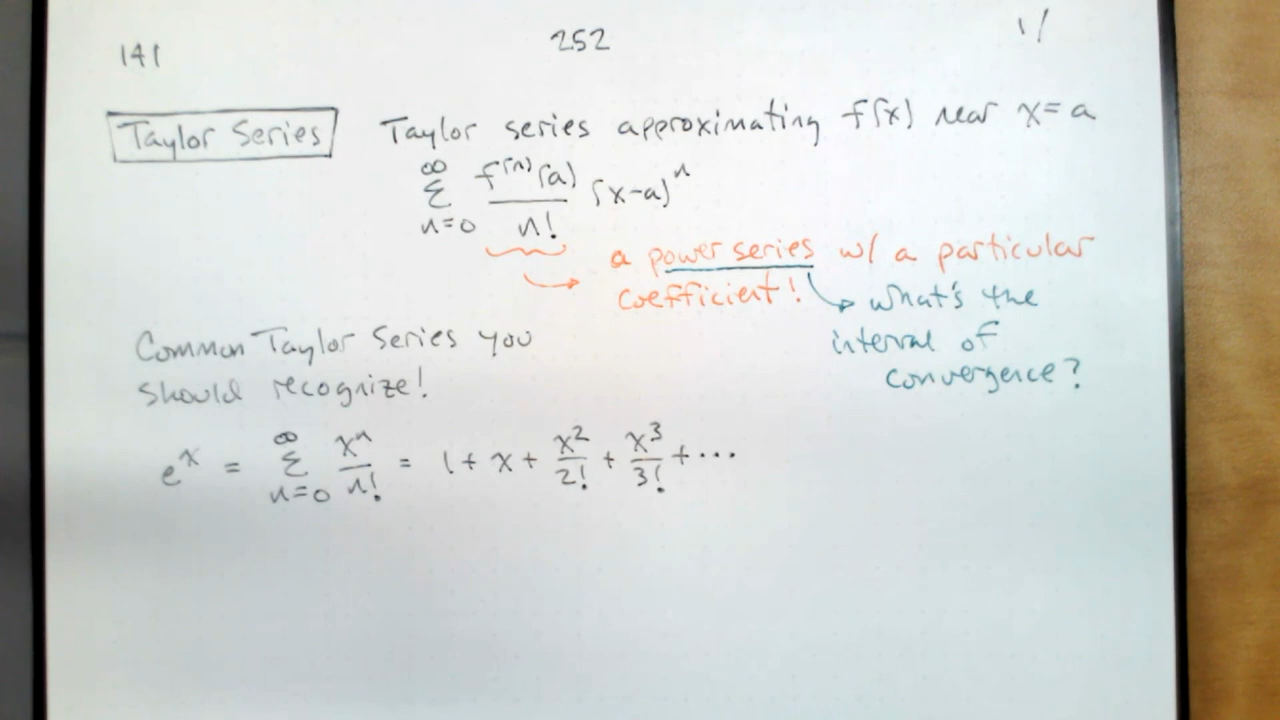 141 252 1/
Taylor Series Taylor series approximating f(x) near x=a
∞ Σ n=0 f⁽ⁿ⁾(a) / n! (x-a)ⁿ
a power series w/ a particular
coefficient! what's the
interval of
convergence?
Common Taylor Series you
should recognize!
eˣ = ∞ Σ n=0 xⁿ / n! = 1 + x + x² / 2! + x³ / 3! + ...